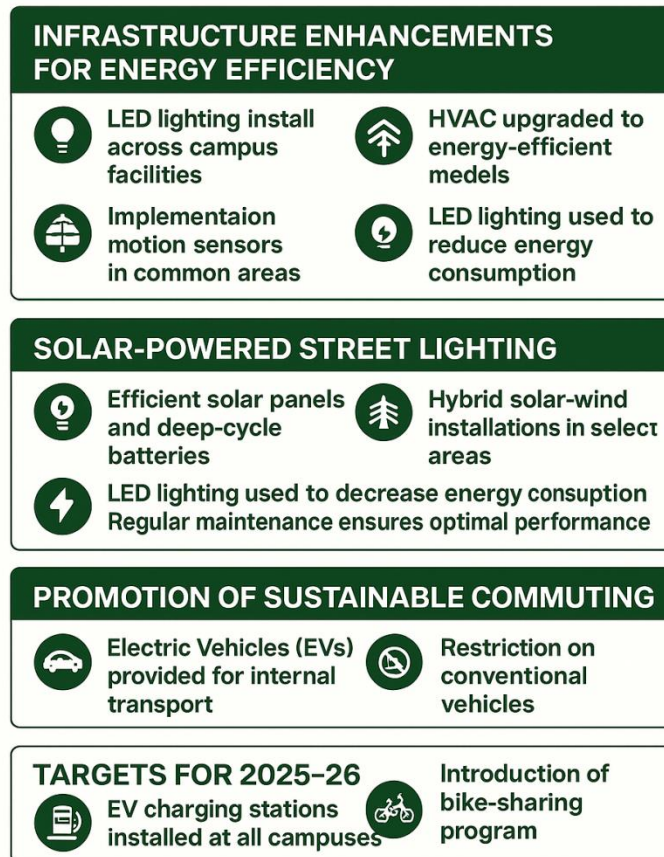 INFRASTRUCTURE ENHANCEMENTS
FOR ENERGY EFFICIENCY
LED lighting install
across campus
facilities
HVAC upgraded to
energy-efficient
medels
Implementaion
motion sensors
in common areas
LED lighting used to
reduce energy
consumption
SOLAR-POWERED STREET LIGHTING
Efficient solar panels
and deep-cycle
batteries
Hybrid solar-wind
installations in select
areas
LED lighting used to decrease energy consuption
Regular maintenance ensures optimal performance
PROMOTION OF SUSTAINABLE COMMUTING
Electric Vehicles (EVs)
provided for internal
transport
Restriction on
conventional
vehicles
TARGETS FOR 2025–26
EV charging stations
installed at all campuses
Introduction of
bike-sharing
program